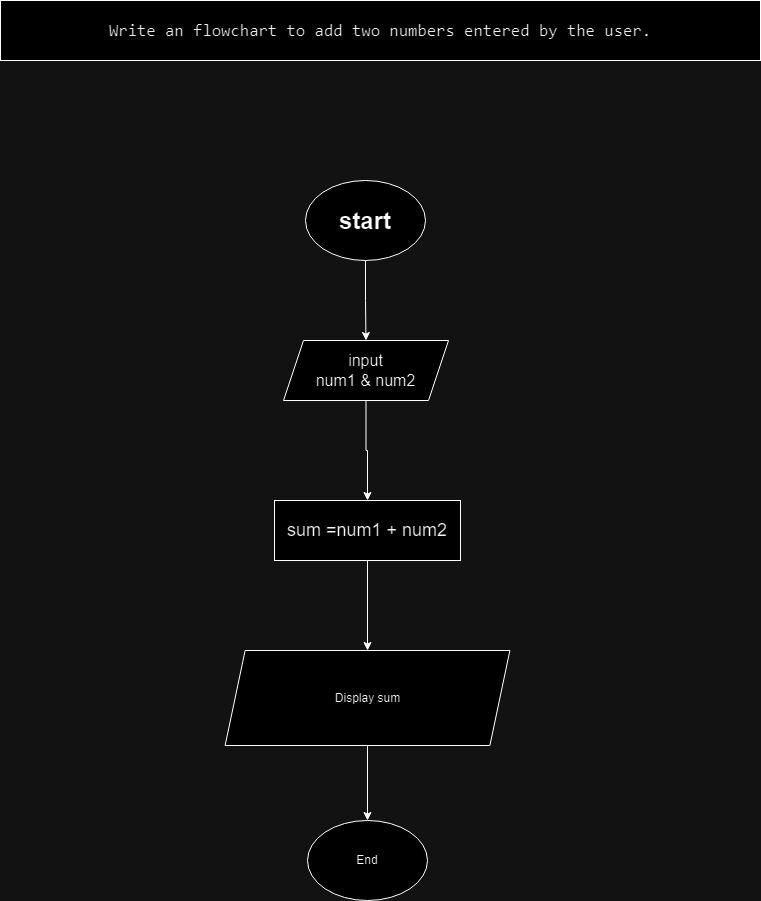 Write an flowchart to add two numbers entered by the user.
start
input
num1 & num2
sum =num1 + num2
Display sum
End